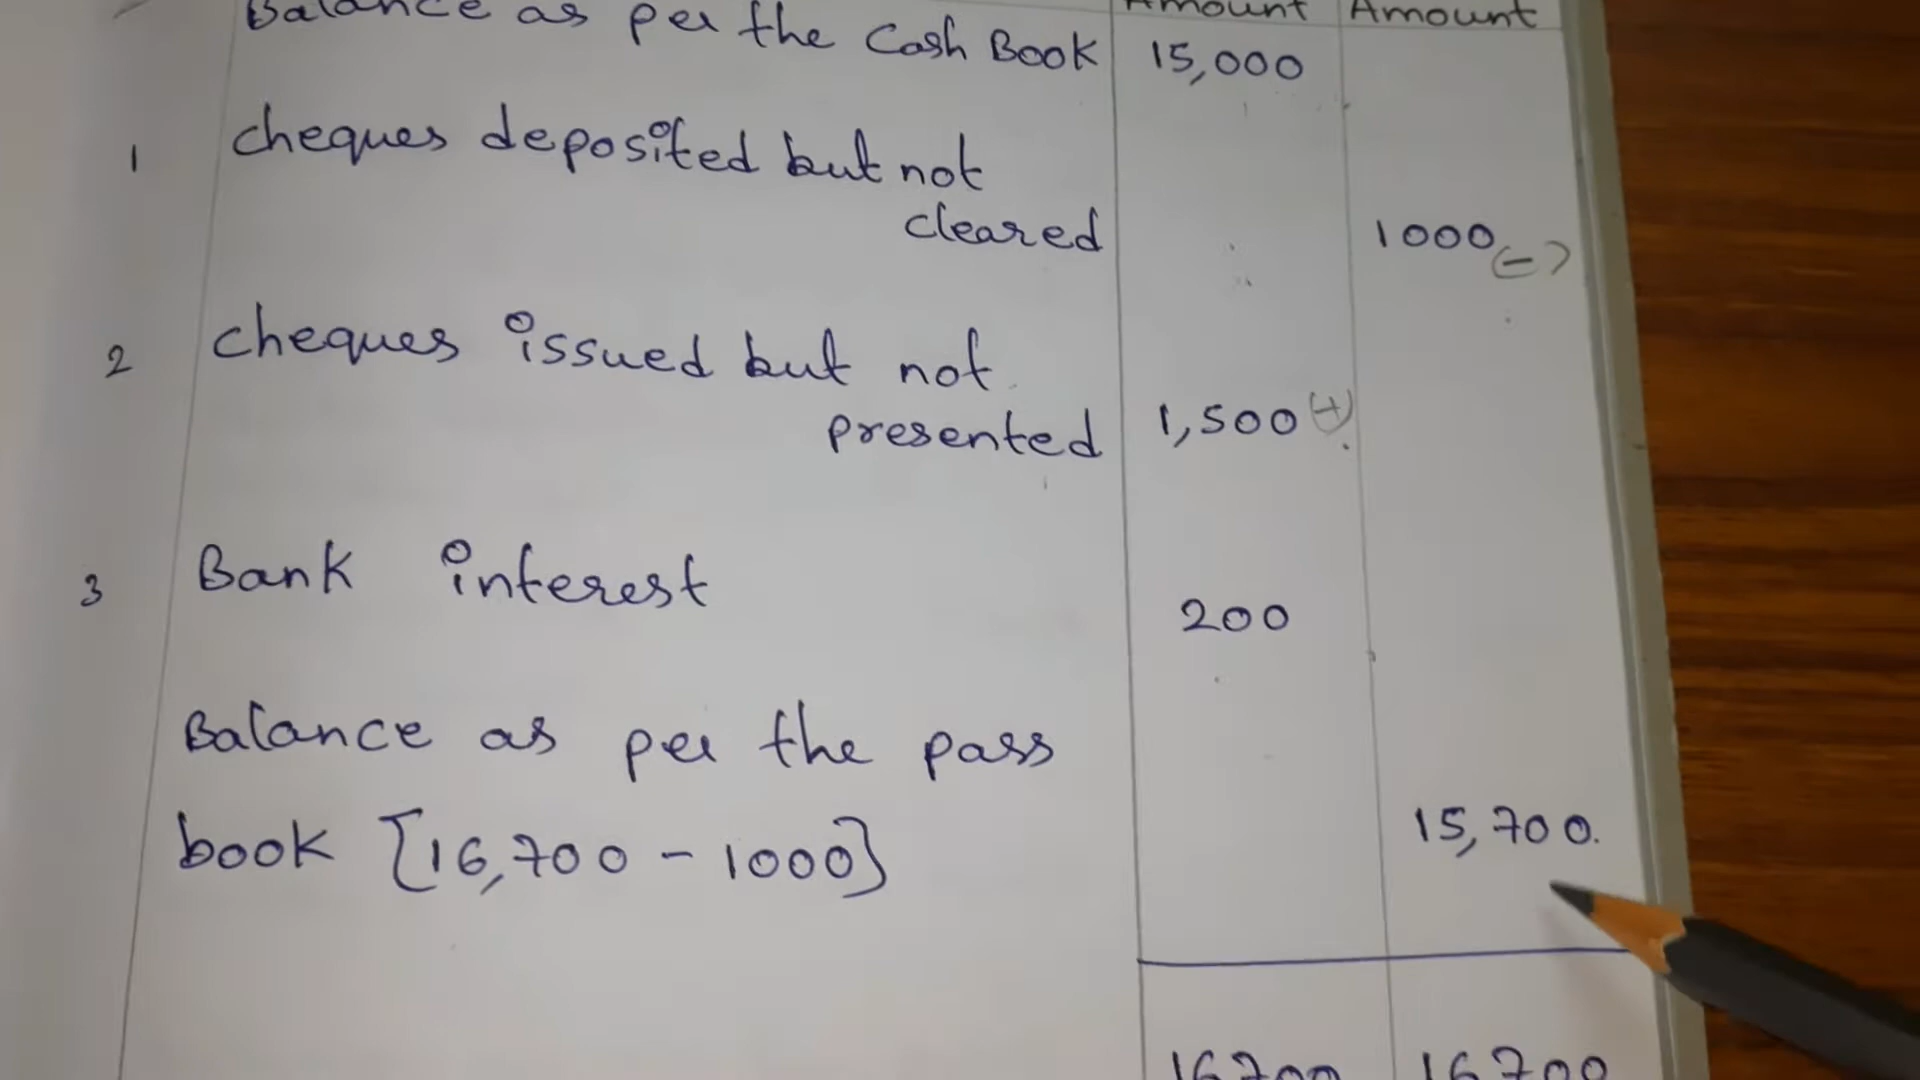 Amount Amount
Balance as per the Cash Book 15,000
1 cheques deposited but not
cleared 1000 (-)
2 cheques issued but not
presented 1,500 (+)
3 Bank interest 200
Balance as per the pass
book [16,700 - 1000] 15,700.
16700 16700